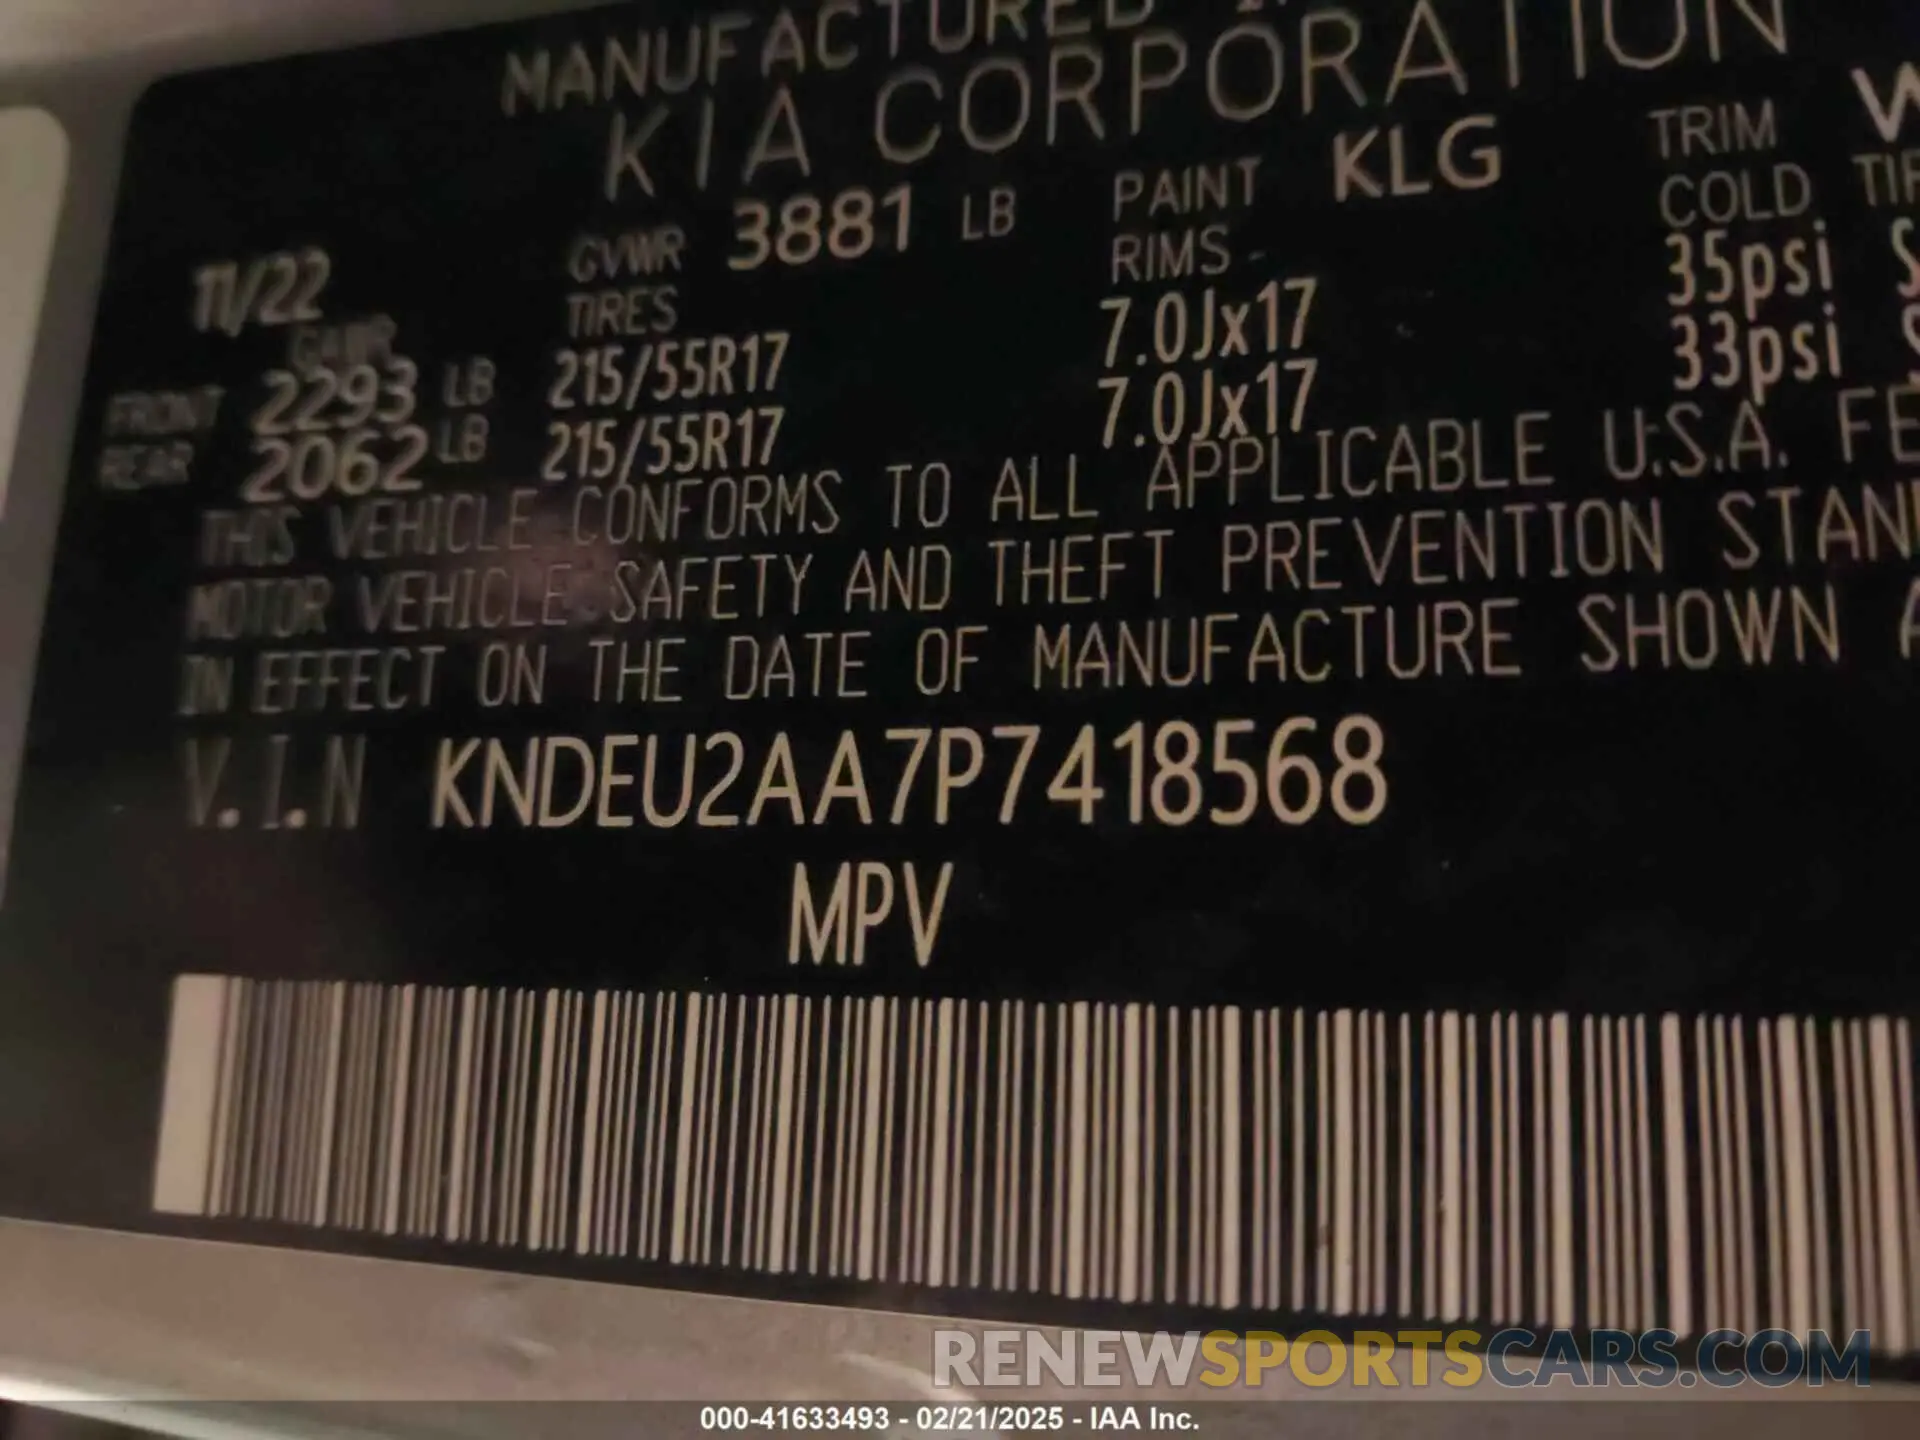 MANUFACTURED
KIA CORPORATION
11/22 GVWR 3881 LB PAINT KLG TRIM
GAWR TIRES RIMS - COLD
FRONT 2293 LB 215/55R17 7.0Jx17 35psi
REAR 2062 LB 215/55R17 7.0Jx17 33psi
THIS VEHICLE CONFORMS TO ALL APPLICABLE U.S.A.
MOTOR VEHICLE SAFETY AND THEFT PREVENTION
IN EFFECT ON THE DATE OF MANUFACTURE SHOWN
V.I.N KNDEU2AA7P7418568
MPV
RENEWSPORTSCARS.COM
000-41633493 - 02/21/2025 - IAA Inc.